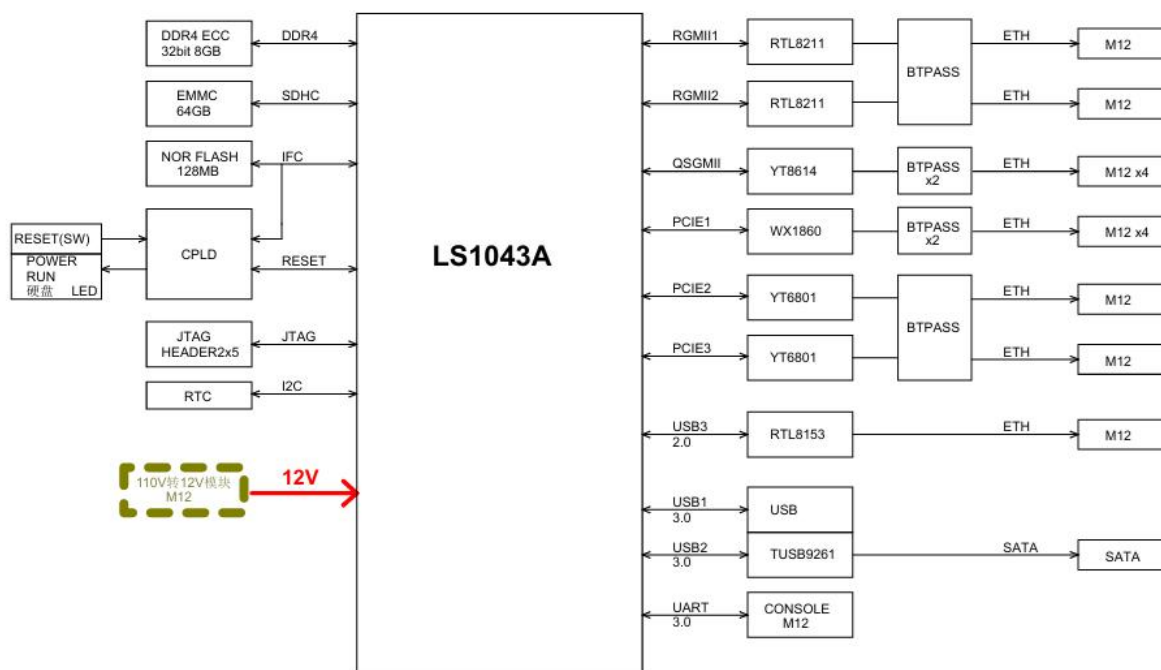 DDR4 ECC
32bit 8GB
DDR4
EMMC
64GB
SDHC
NOR FLASH
128MB
IFC
RESET(SW)
POWER
RUN
硬盘 LED
CPLD
RESET
JTAG
HEADER2x5
JTAG
RTC
I2C
110V转12V模块
M12
12V
LS1043A
RGMII1
RTL8211
BTPASS
ETH
M12
RGMII2
RTL8211
ETH
M12
QSGMII
YT8614
BTPASS
x2
ETH
M12 x4
PCIE1
WX1860
BTPASS
x2
ETH
M12 x4
PCIE2
YT6801
BTPASS
ETH
M12
PCIE3
YT6801
ETH
M12
USB3
2.0
RTL8153
ETH
M12
USB1
3.0
USB
USB2
3.0
TUSB9261
SATA
SATA
UART
3.0
CONSOLE
M12